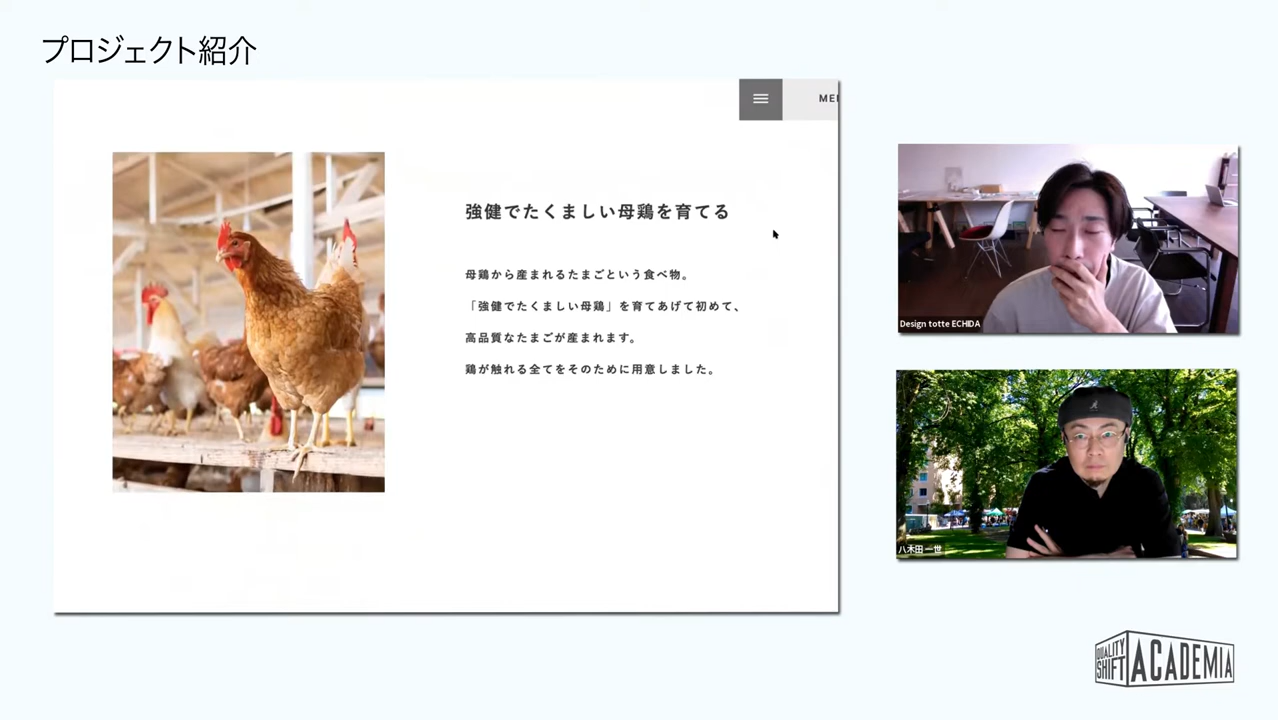 プロジェクト紹介
MEI
強健でたくましい母鶏を育てる
母鶏から産まれるたまごという食べ物。
「強健でたくましい母鶏」を育てあげて初めて、
高品質なたまごが産まれます。
鶏が触れる全てをそのために用意しました。
Design totte ECHIDA
八木田 一世
QUALITY
SHIFT
ACADEMIA